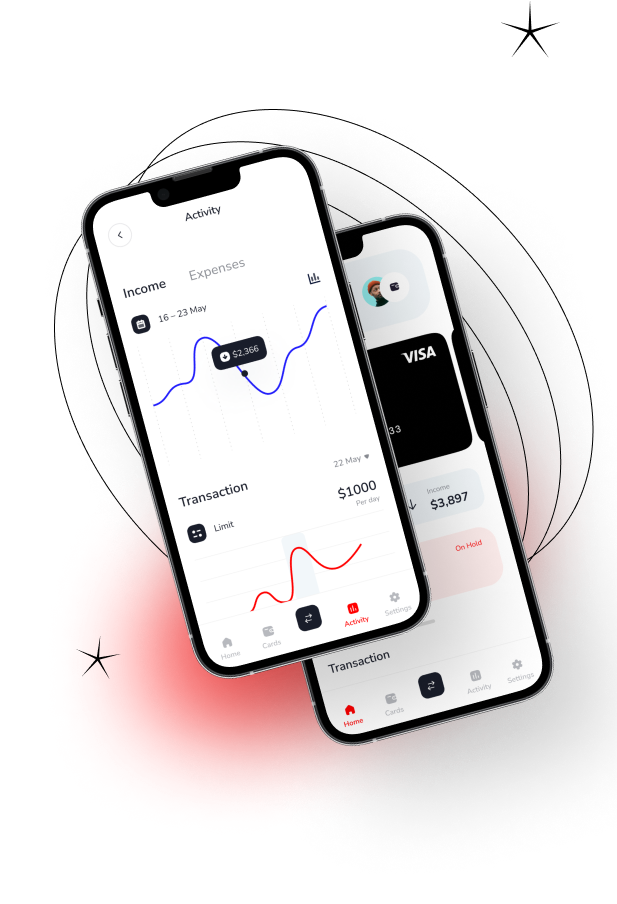 Activity
Income
Expenses
16 – 23 May
$2,366
Transaction
22 May
Limit
$1000
Per day
Home
Cards
Activity
Settings
VISA
33
Income
$3,897
On Hold
Transaction
Home
Cards
Activity
Settings